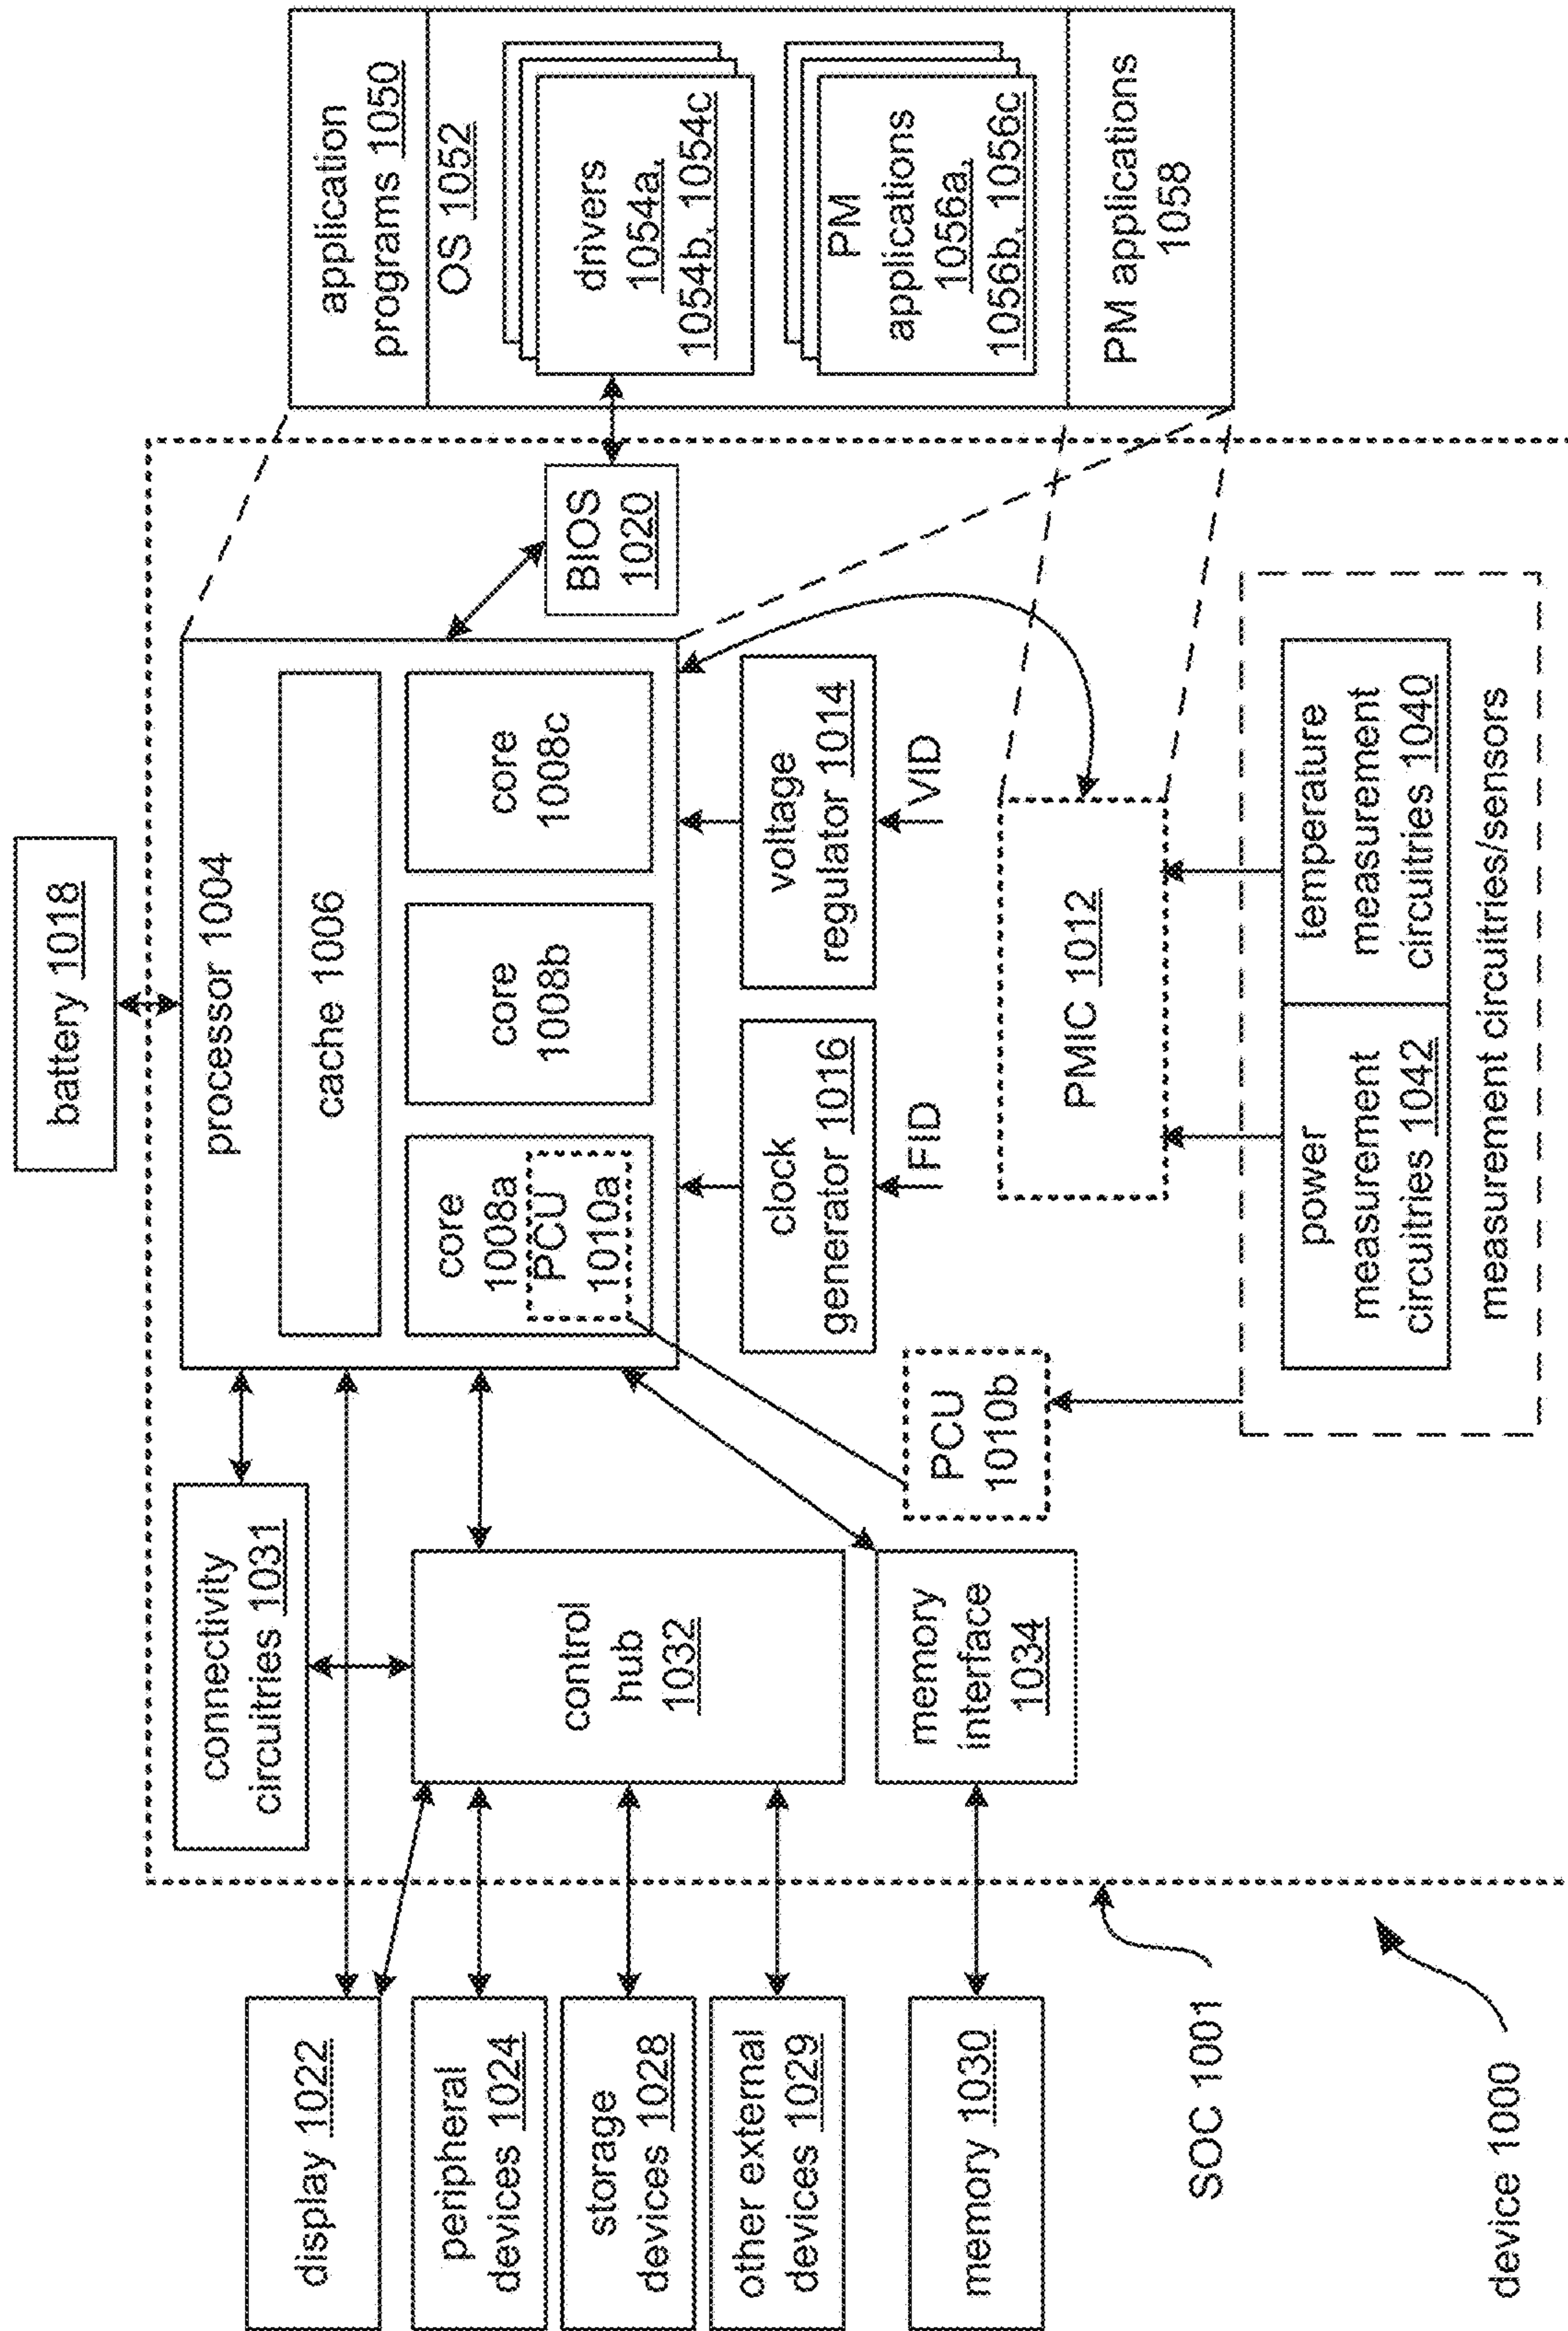 battery 1018
processor 1004
cache 1006
core
1008a
PCU
1010a
core
1008b
core
1008c
connectivity
circuitries 1031
display 1022
peripheral
devices 1024
storage
devices 1028
other external
devices 1029
memory 1030
control
hub
1032
memory
interface
1034
clock
generator 1016
FID
voltage
regulator 1014
VID
BIOS
1020
PCU
1010b
PMIC 1012
power
measurement
circuitries 1042
temperature
measurement
circuitries 1040
measurement circuitries/sensors
application
programs 1050
OS 1052
drivers
1054a,
1054b, 1054c
PM
applications
1056a,
1056b, 1056c
PM applications
1058
SOC 1001
device 1000